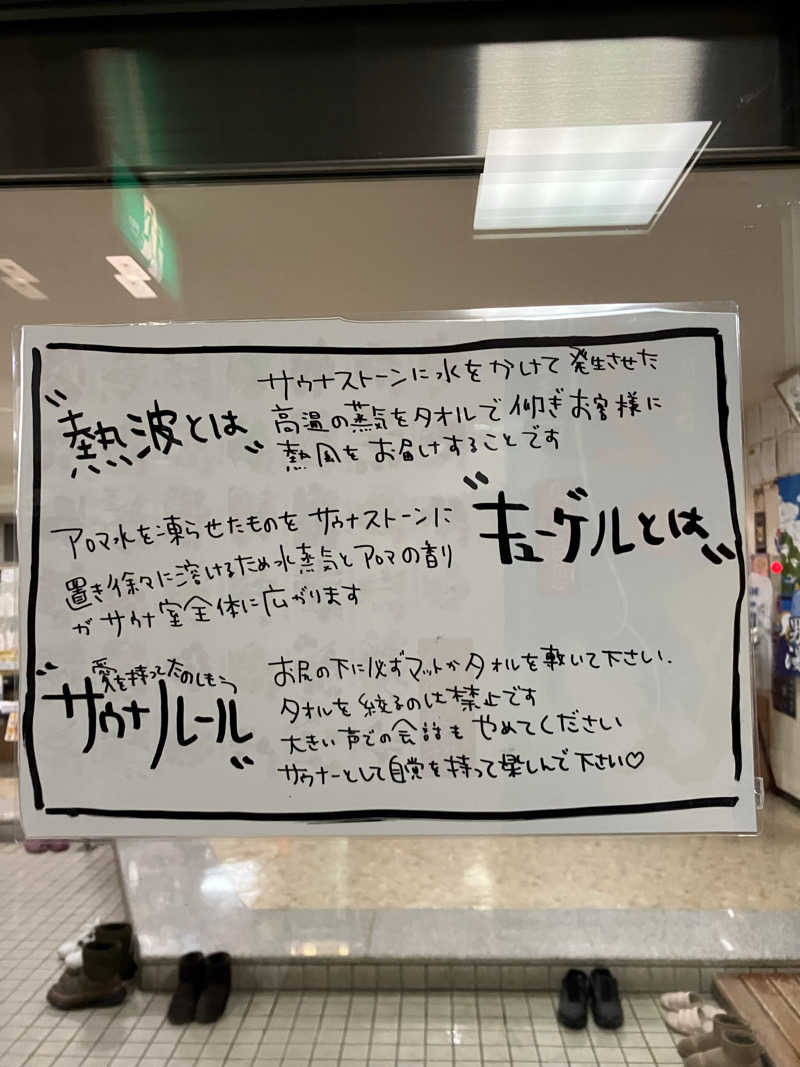 〝熱波とは〟
サウナストーンに水をかけて発生させた
高温の蒸気をタオルで仰ぎお客様に
熱風をお届けすることです
〝キューゲルとは〟
アロマ水を凍らせたものをサウナストーンに
置き徐々に溶けるため水蒸気とアロマの香り
がサウナ室全体に広がります
愛を持ってたのしもう
〝サウナルール〟
お尻の下に必ずマットかタオルを敷いて下さい.
タオルを絞るのは禁止です
大きい声での会話もやめてください
サウナーとして自覚を持って楽しんで下さい♡